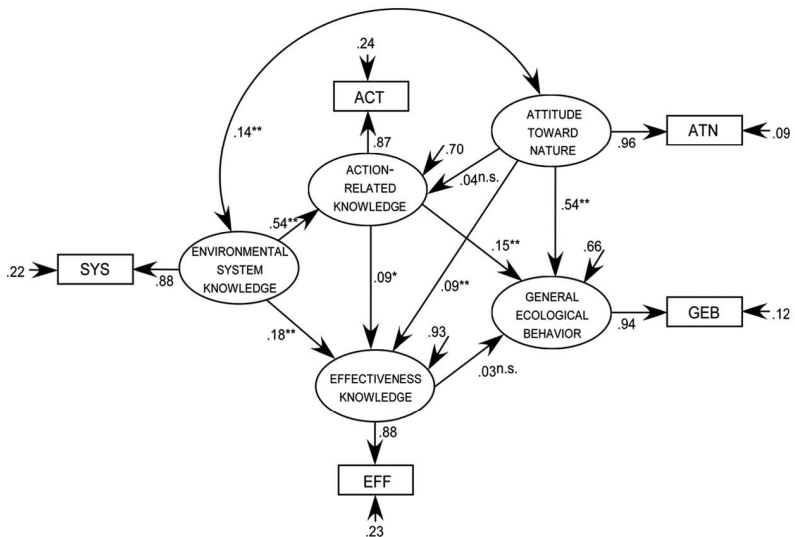 .24
ACT
.87
.14**
ATTITUDE
TOWARD
NATURE
.96
ATN
.09
.70
.04n.s.
ACTION-
RELATED
KNOWLEDGE
.54**
.54**
.15**
.66
.22
SYS
.88
ENVIRONMENTAL
SYSTEM
KNOWLEDGE
.09*
.09**
GENERAL
ECOLOGICAL
BEHAVIOR
.94
GEB
.12
.18**
.93
.03n.s.
EFFECTIVENESS
KNOWLEDGE
.88
EFF
.23